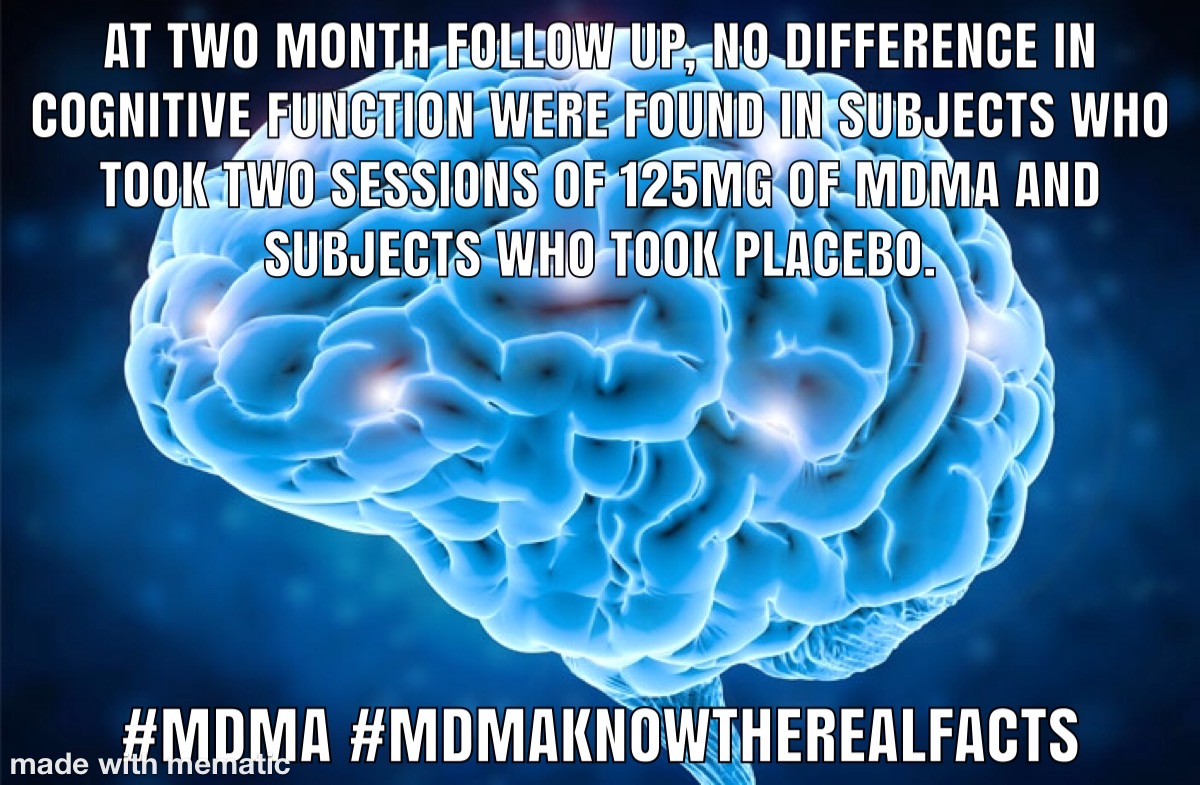 AT TWO MONTH FOLLOW UP, NO DIFFERENCE IN
COGNITIVE FUNCTION WERE FOUND IN SUBJECTS WHO
TOOK TWO SESSIONS OF 125MG OF MDMA AND
SUBJECTS WHO TOOK PLACEBO.
#MDMA #MDMAKNOWTHEREALFACTS
made with mematic